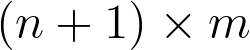 (n + 1) × m